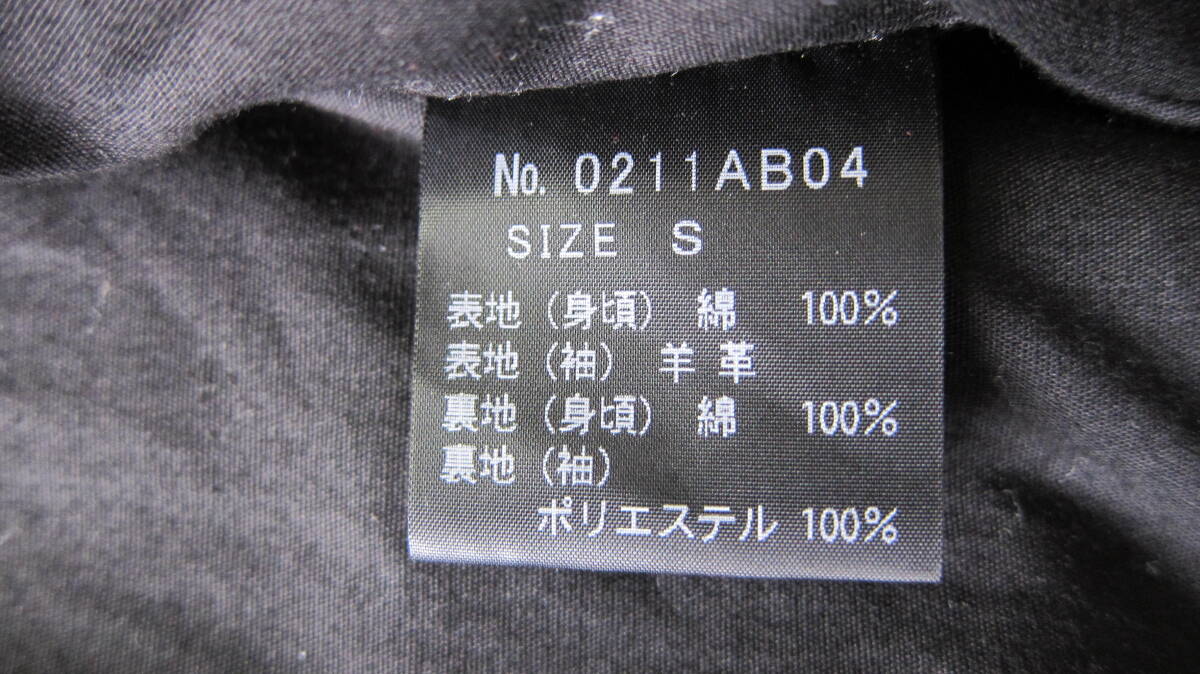 No. 0211AB04
SIZE S
表地（身頃） 綿 100%
表地（袖） 羊革
裏地（身頃） 綿 100%
裏地（袖）
ポリエステル 100%